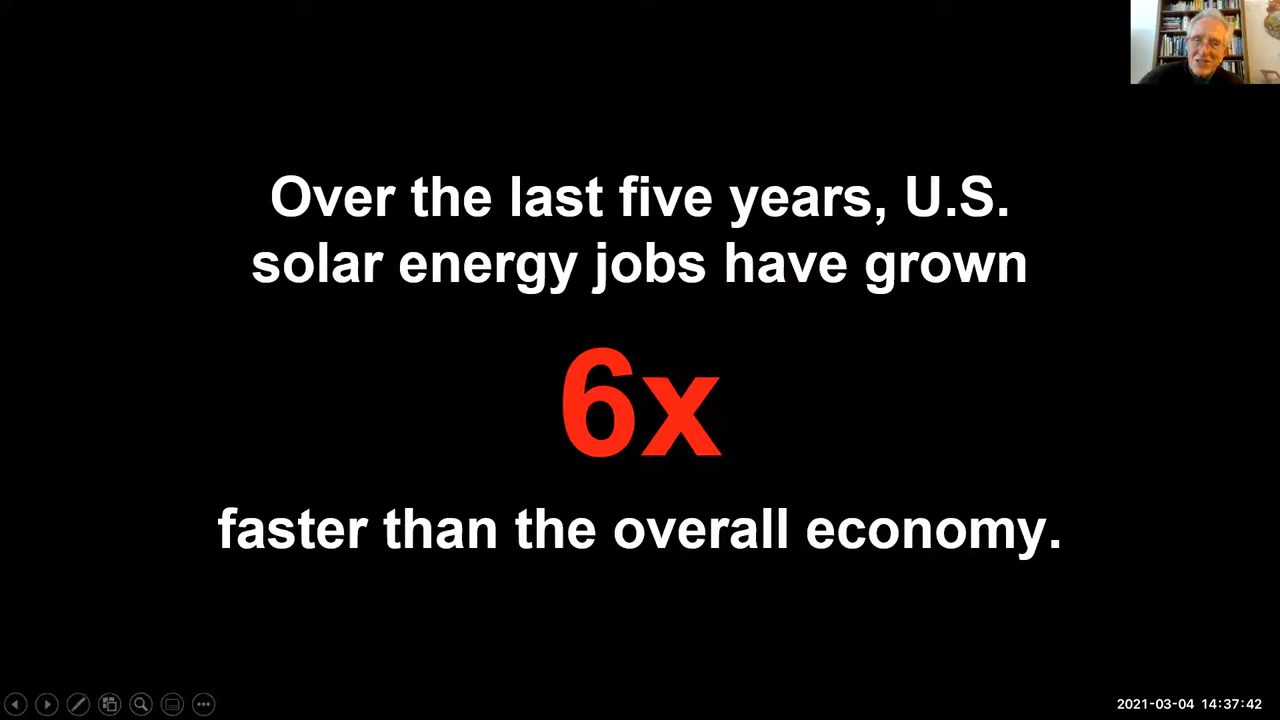 Over the last five years, U.S.
solar energy jobs have grown
6x
faster than the overall economy.
2021-03-04 14:37:42